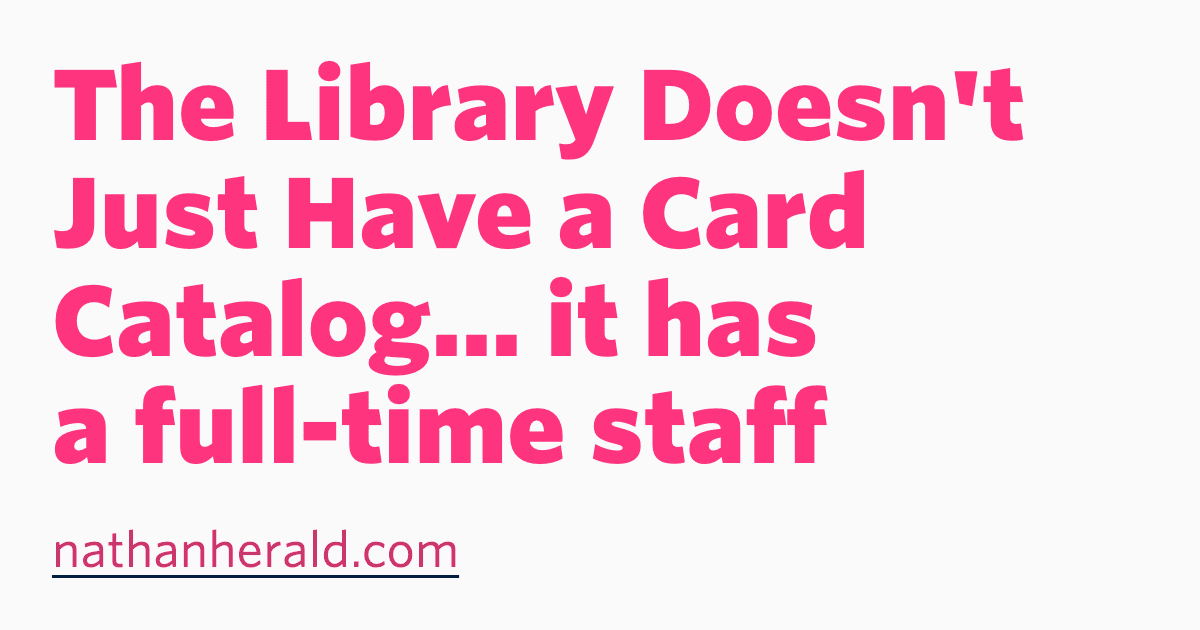 The Library Doesn't
Just Have a Card
Catalog... it has
a full-time staff
nathanherald.com